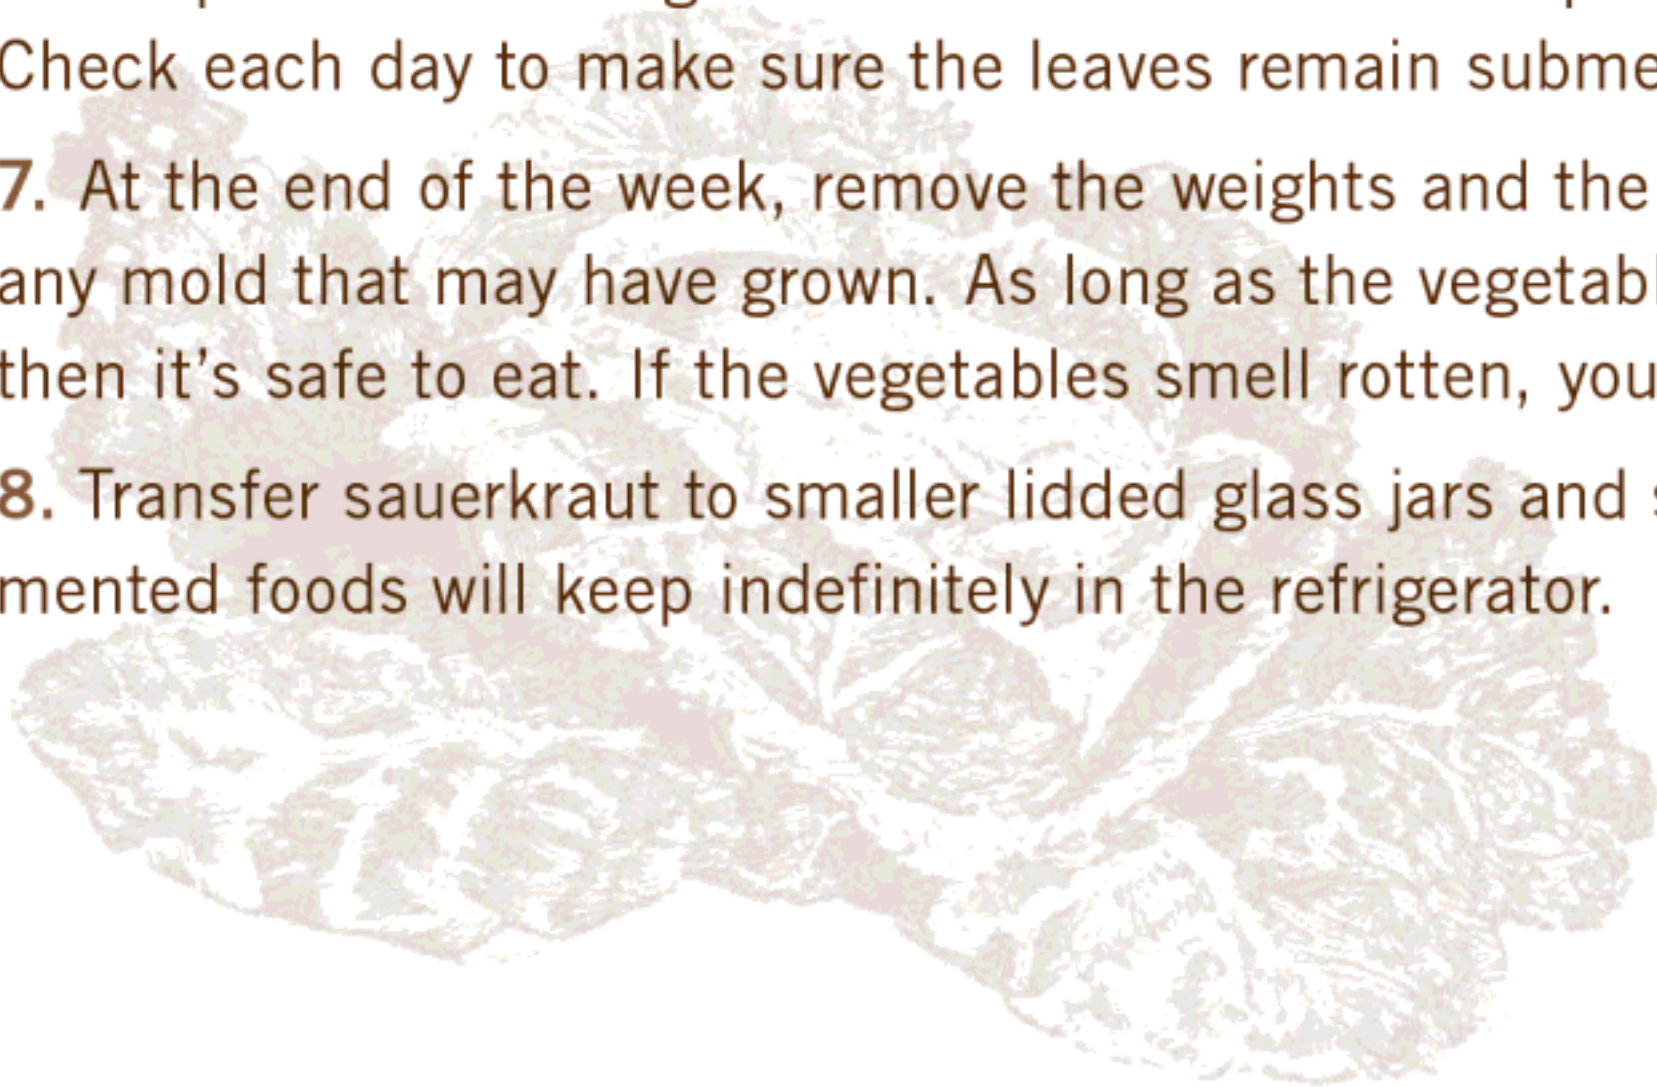 Check each day to make sure the leaves remain subme
7. At the end of the week, remove the weights and the
any mold that may have grown. As long as the vegetabl
then it’s safe to eat. If the vegetables smell rotten, you
8. Transfer sauerkraut to smaller lidded glass jars and
mented foods will keep indefinitely in the refrigerator.